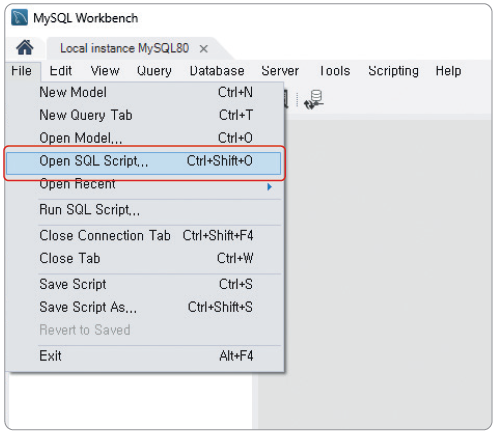 MySQL Workbench
Local instance MySQL80 ×
File Edit View Query Database Server Tools Scripting Help
New Model Ctrl+N
New Query Tab Ctrl+T
Open Model... Ctrl+O
Open SQL Script... Ctrl+Shift+O
Open Recent
Run SQL Script...
Close Connection Tab Ctrl+Shift+F4
Close Tab Ctrl+W
Save Script Ctrl+S
Save Script As... Ctrl+Shift+S
Revert to Saved
Exit Alt+F4